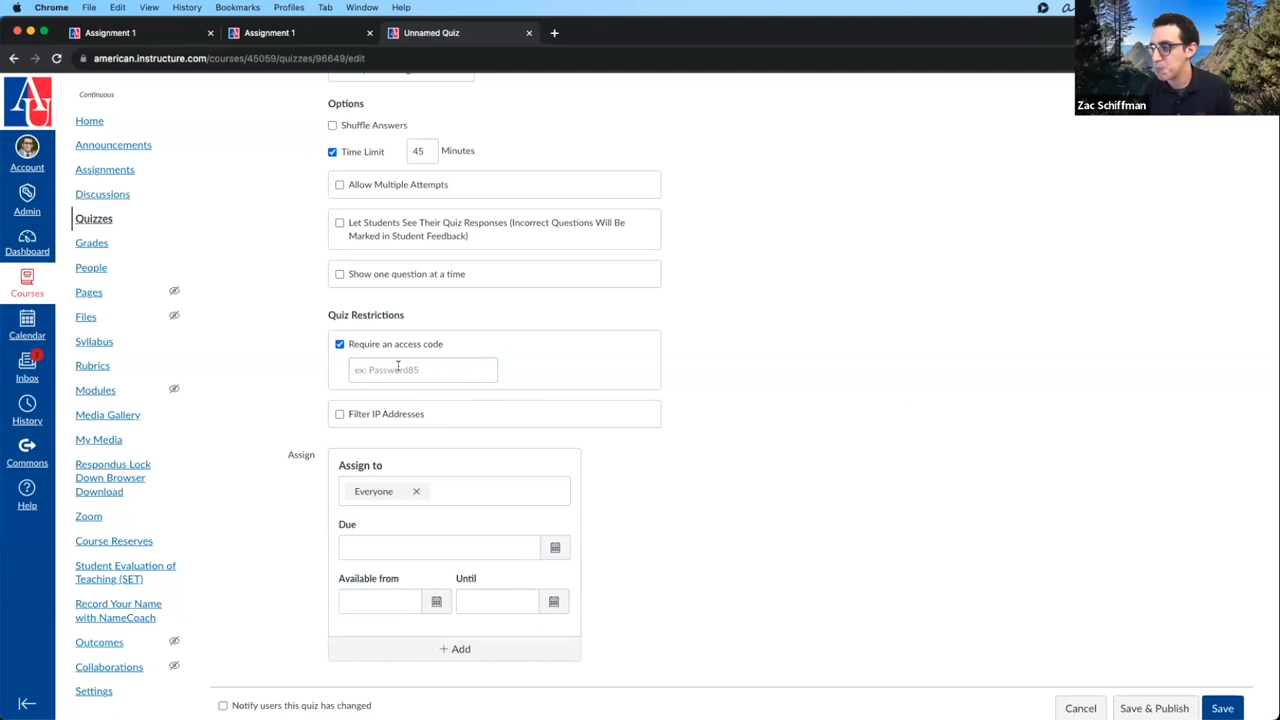 Chrome File Edit View History Bookmarks Profiles Tab Window Help
Assignment 1
Assignment 1
Unnamed Quiz
american.instructure.com/courses/45059/quizzes/96649/edit
Zac Schiffman
AU
Account
Admin
Dashboard
Courses
Calendar
3
Inbox
History
Commons
Help
Continuous
Home
Announcements
Assignments
Discussions
Quizzes
Grades
People
Pages
Files
Syllabus
Rubrics
Modules
Media Gallery
My Media
Respondus Lock
Down Browser
Download
Zoom
Course Reserves
Student Evaluation of
Teaching (SET)
Record Your Name
with NameCoach
Outcomes
Collaborations
Settings
Options
Shuffle Answers
Time Limit 45 Minutes
Allow Multiple Attempts
Let Students See Their Quiz Responses (Incorrect Questions Will Be
Marked in Student Feedback)
Show one question at a time
Quiz Restrictions
Require an access code
ex: Password85
Filter IP Addresses
Assign
Assign to
Everyone
Due
Available from Until
+ Add
Notify users this quiz has changed
Cancel Save & Publish Save